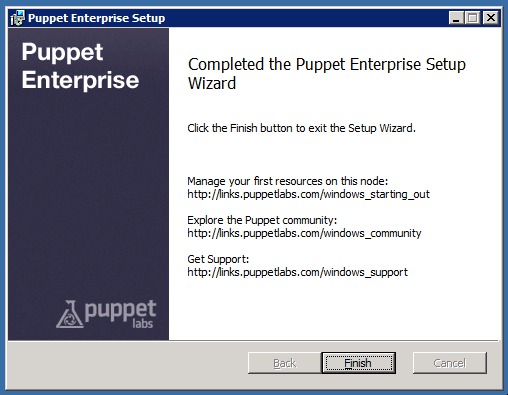 Puppet Enterprise Setup
Puppet
Enterprise
Completed the Puppet Enterprise Setup
Wizard
Click the Finish button to exit the Setup Wizard.
Manage your first resources on this node:
http://links.puppetlabs.com/windows_starting_out
Explore the Puppet community:
http://links.puppetlabs.com/windows_community
Get Support:
http://links.puppetlabs.com/windows_support
puppet
labs
Back
Finish
Cancel